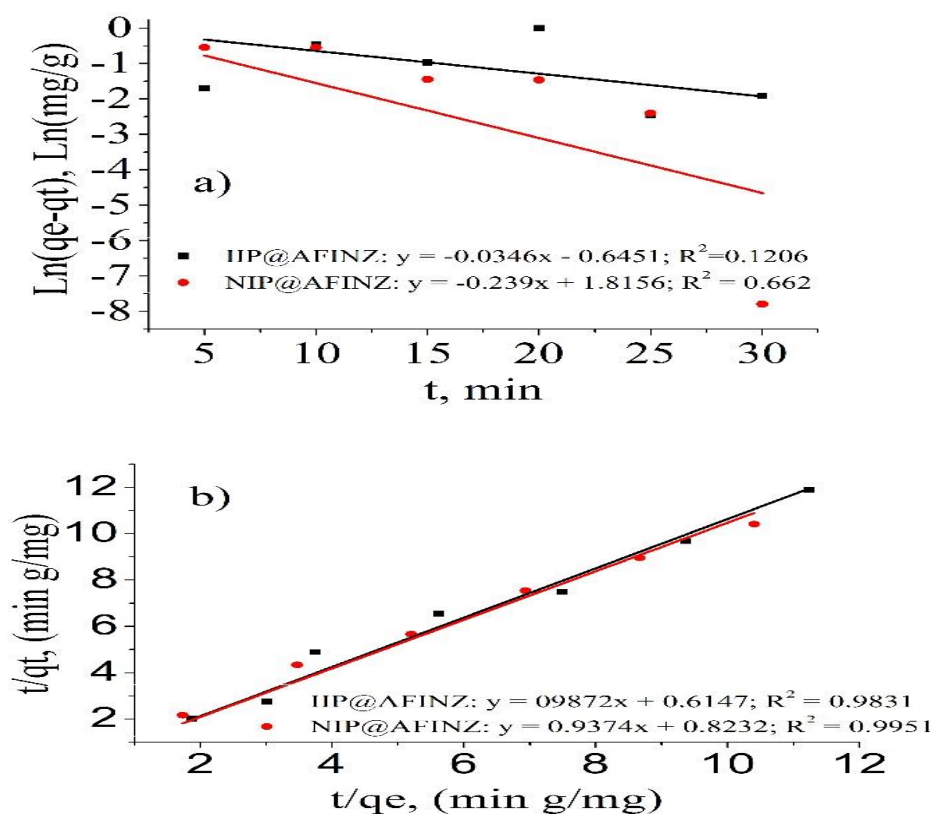 0
-1
-2
-3
-4
-5
-6
-7
-8
Ln(qe-qt), Ln(mg/g)
a)
IIP@AFINZ: y = -0.0346x - 0.6451; R²=0.1206
NIP@AFINZ: y = -0.239x + 1.8156; R² = 0.662
5 10 15 20 25 30
t, min
12
10
8
6
4
2
t/qt, (min g/mg)
b)
IIP@AFINZ: y = 09872x + 0.6147; R² = 0.9831
NIP@AFINZ: y = 0.9374x + 0.8232; R² = 0.9951
2 4 6 8 10 12
t/qe, (min g/mg)